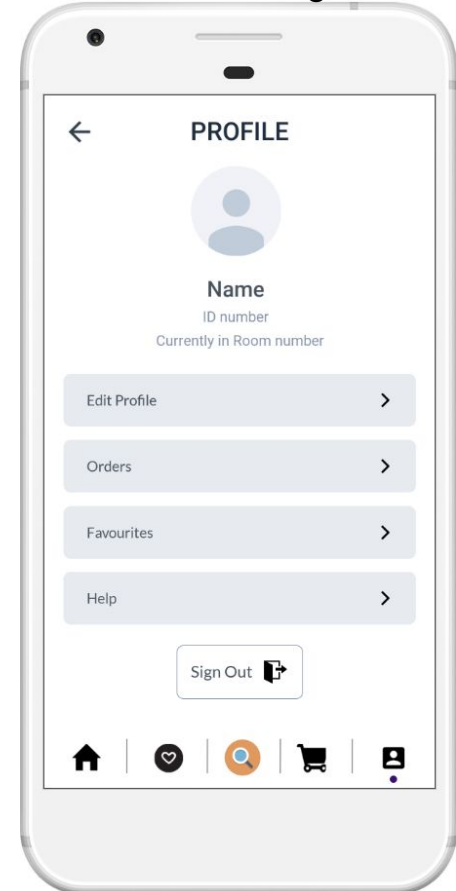 PROFILE
Name
ID number
Currently in Room number
Edit Profile
Orders
Favourites
Help
Sign Out